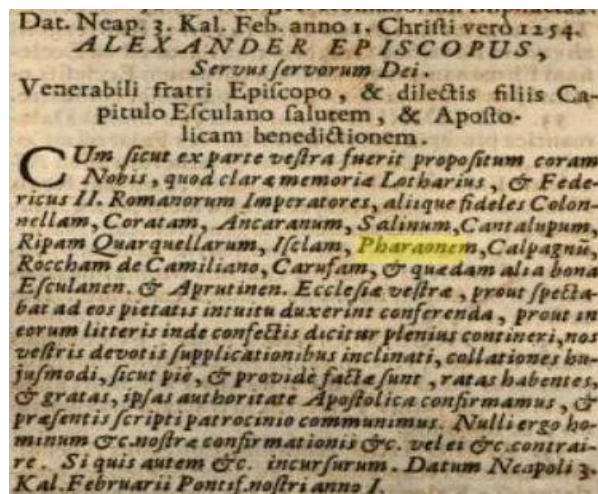 Dat. Neap. 3. Kal. Feb. anno 1. Christi verò 1254.
ALEXANDER EPISCOPUS,
Servus servorum Dei.
Venerabili fratri Episcopo, & dilectis filiis Ca-
pitulo Esculano salutem, & Aposto-
licam benedictionem.
CUm sicut ex parte vestra fuerit propositum coram
Nobis, quod claræ memoriæ Lotharius, & Fede-
ricus II. Romanorum Imperatores, aliique fideles Colon-
nellam, Coratam, Ancaranum, Salinum, Cantalupum,
Ripam Quarquellarum, Isclam, Pharaonem, Calpagnū,
Roccham de Camiliano, Carufam, & quædam alia bona
Esculanen. & Aprutinen. Ecclesiæ vestræ, prout specta-
bat ad eos pietatis intuitu duxerint conferenda, prout in
eorum litteris inde confectis dicitur plenius contineri, nos
vestris devotis supplicationibus inclinati, collationes hu-
jusmodi, sicut piè, & providè factæ sunt, ratas habentes,
& gratas, ipsas authoritate Apostolica confirmamus, &
præsentis scripti patrocinio communimus. Nulli ergo ho-
minum &c. nostræ confirmationis &c. vel ei &c. contrai-
re. Si quis autem &c. incursurum. Datum Neapoli 3.
Kal. Februarii Pontif. nostri anno I.